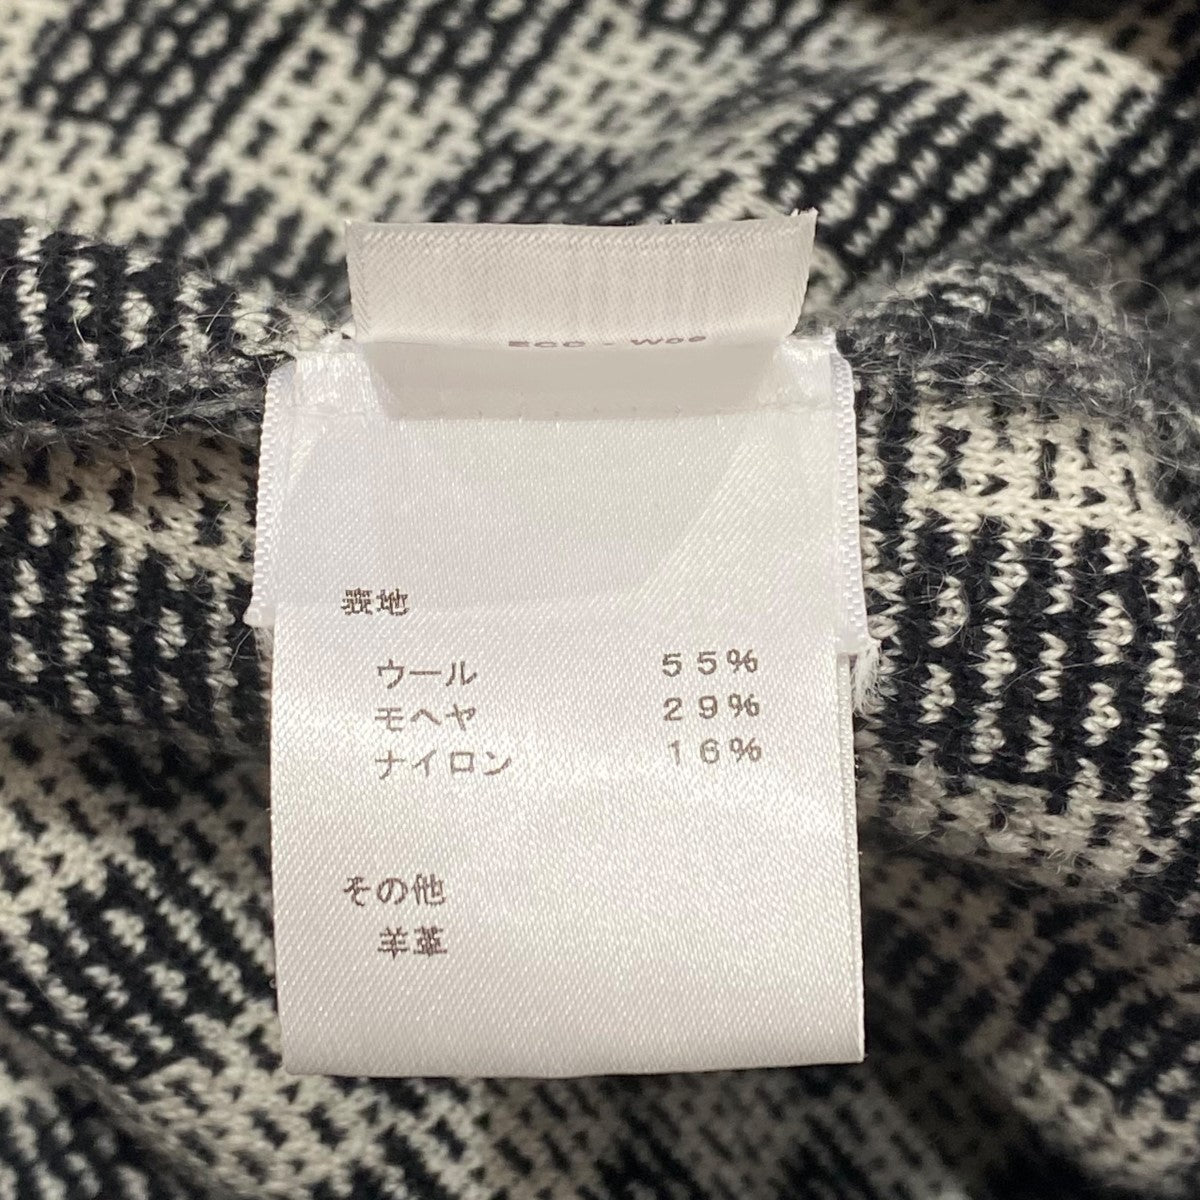 表地
ウール 55%
モヘヤ 29%
ナイロン 16%
その他
羊革